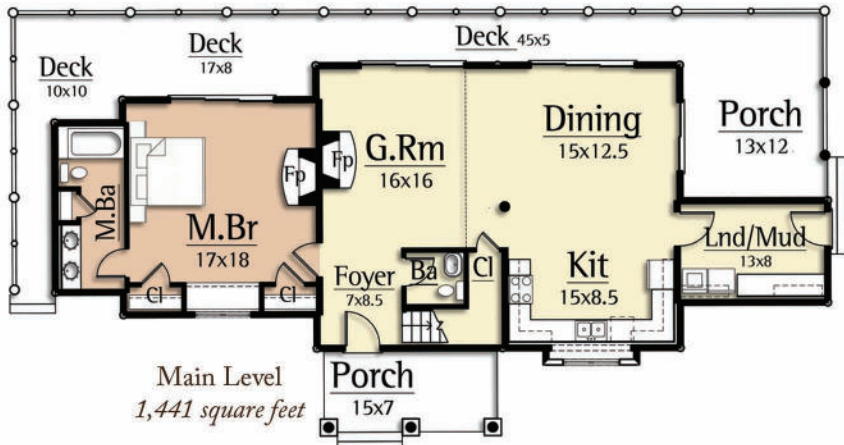 Deck
17x8
Deck 45x5
Deck
10x10
Porch
13x12
Dining
15x12.5
G.Rm
16x16
Fp
Fp
M.Ba
M.Br
17x18
Lnd/Mud
13x8
Foyer
7x8.5
Ba
Cl
Kit
15x8.5
Cl
Cl
Main Level
1,441 square feet
Porch
15x7